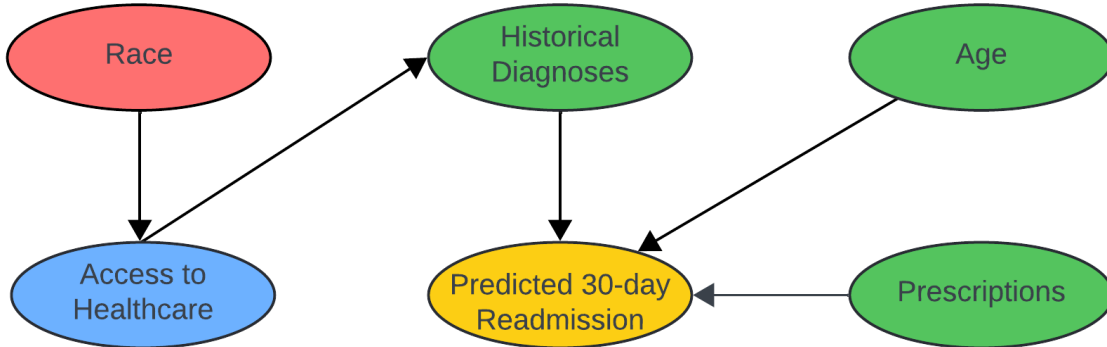 Race
Historical
Diagnoses
Age
Access to
Healthcare
Predicted 30-day
Readmission
Prescriptions